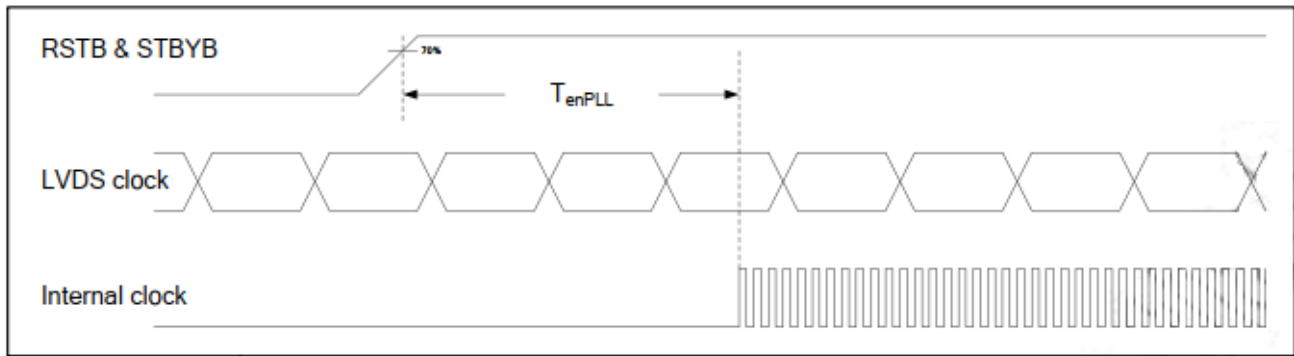 RSTB & STBYB
70%
TenPLL
LVDS clock
Internal clock